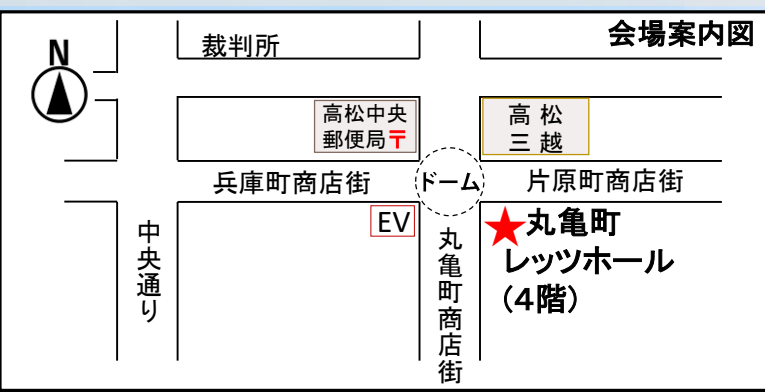 会場案内図
N
裁判所
高松中央
郵便局〒
高松
三越
兵庫町商店街
ドーム
片原町商店街
EV
★丸亀町
レッツホール
(4階)
中央通り
丸亀町商店街